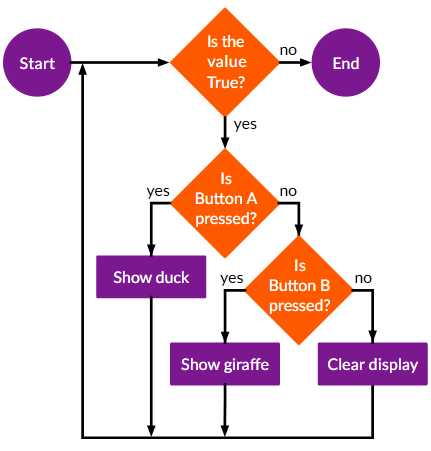 Start
Is the
value
True?
no
End
yes
Is
Button A
pressed?
yes
no
Show duck
Is
Button B
pressed?
yes
no
Show giraffe
Clear display